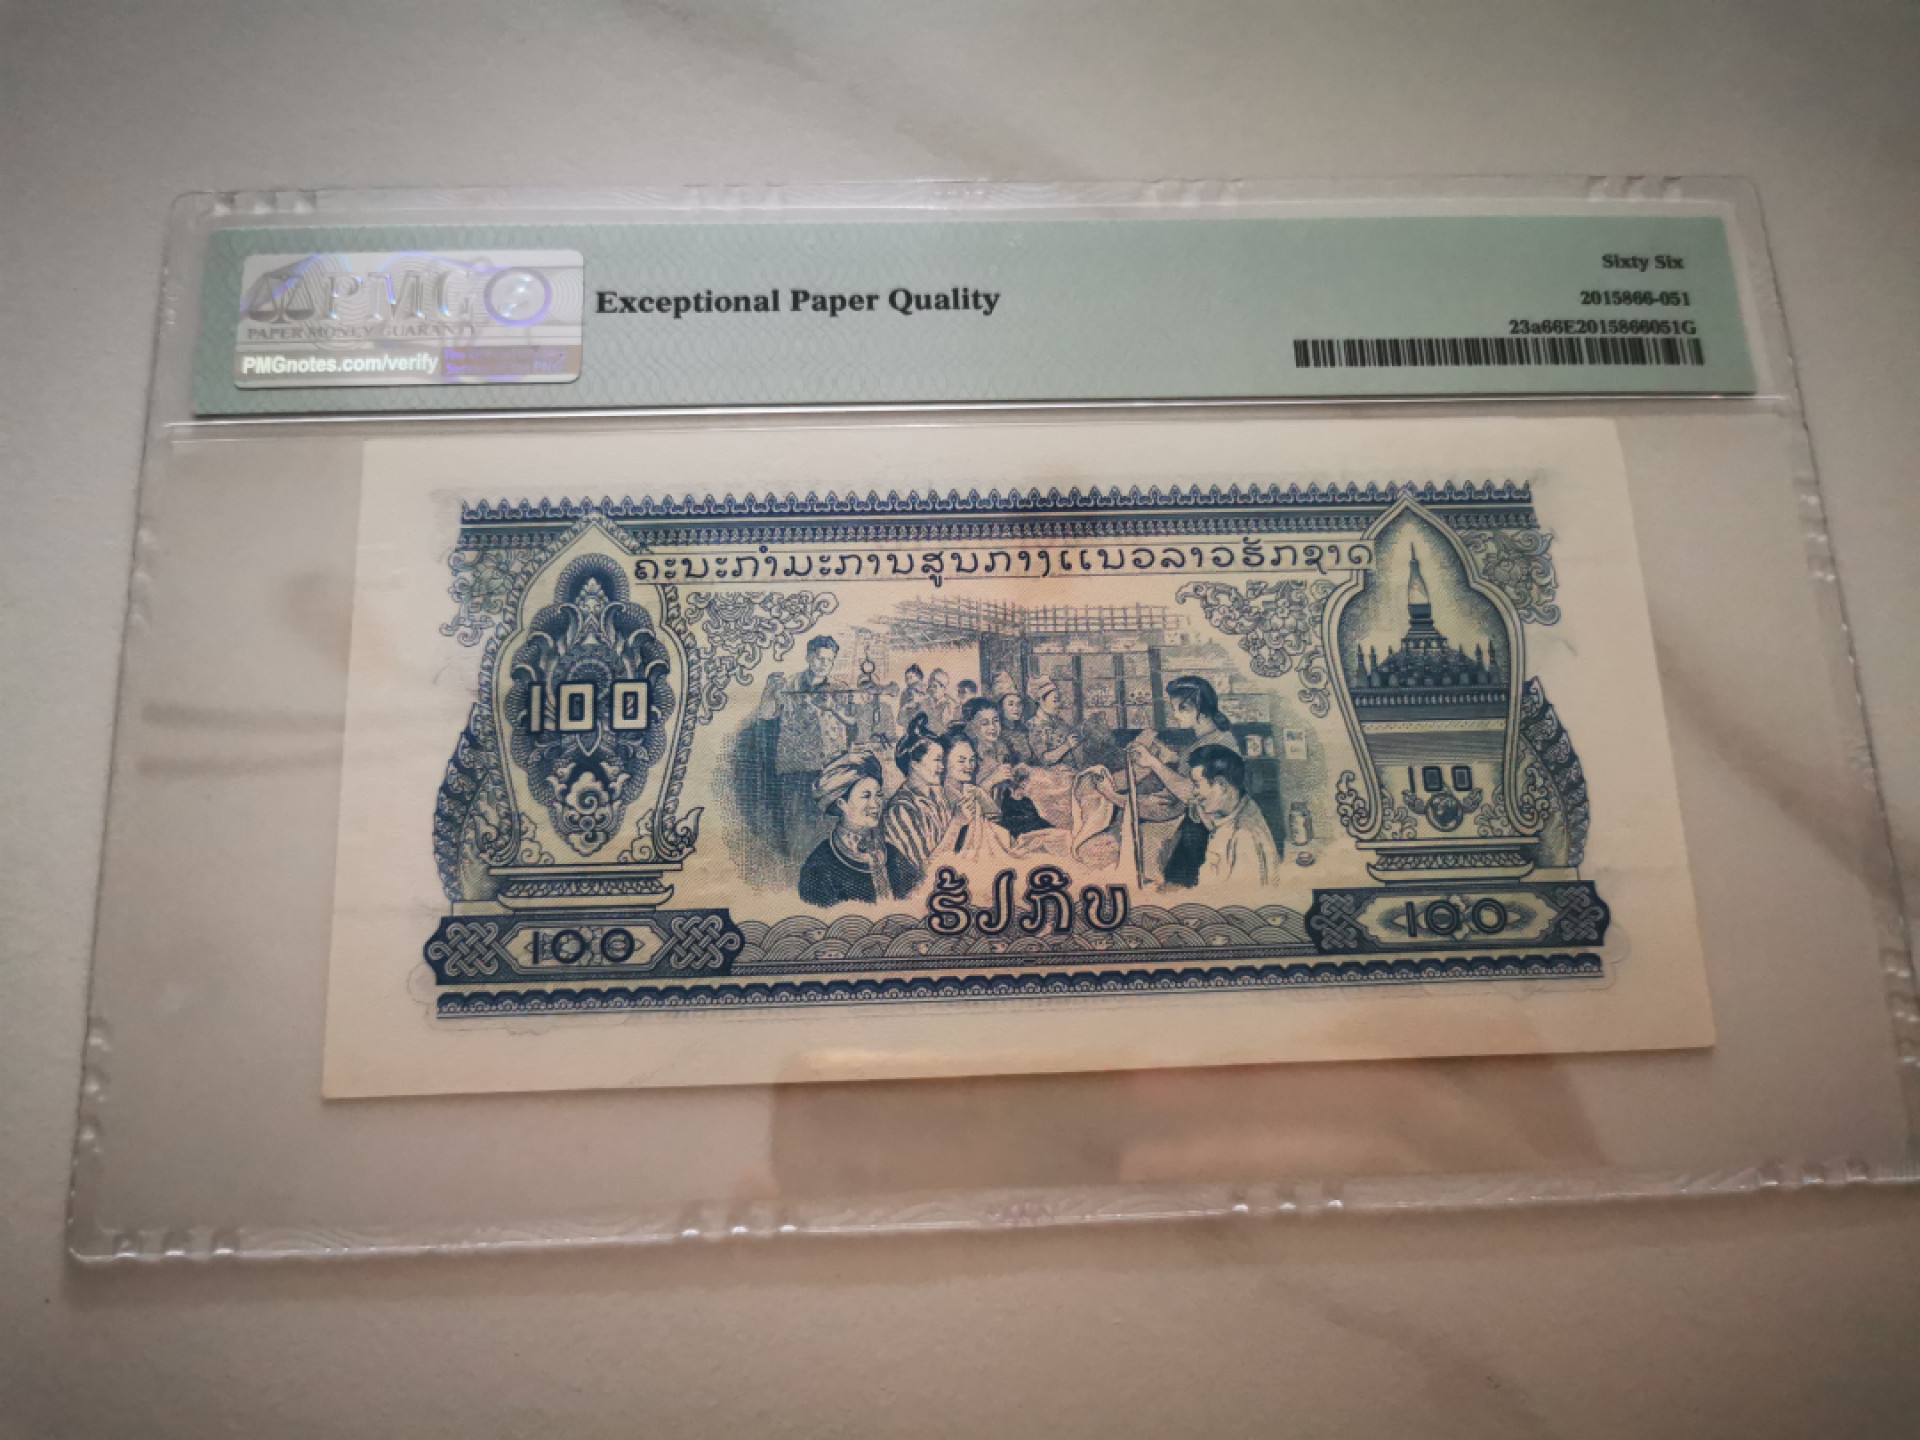 PMG
PAPER MONEY GUARANTY
PMGnotes.com/verify
Exceptional Paper Quality
Sixty Six
2015866-051
23a66E2015866051G
ຄະນະກຳມະການສູນກາງແນວລາວຮັກຊາດ
100
100
ຮ້ຽກີບ
100
100